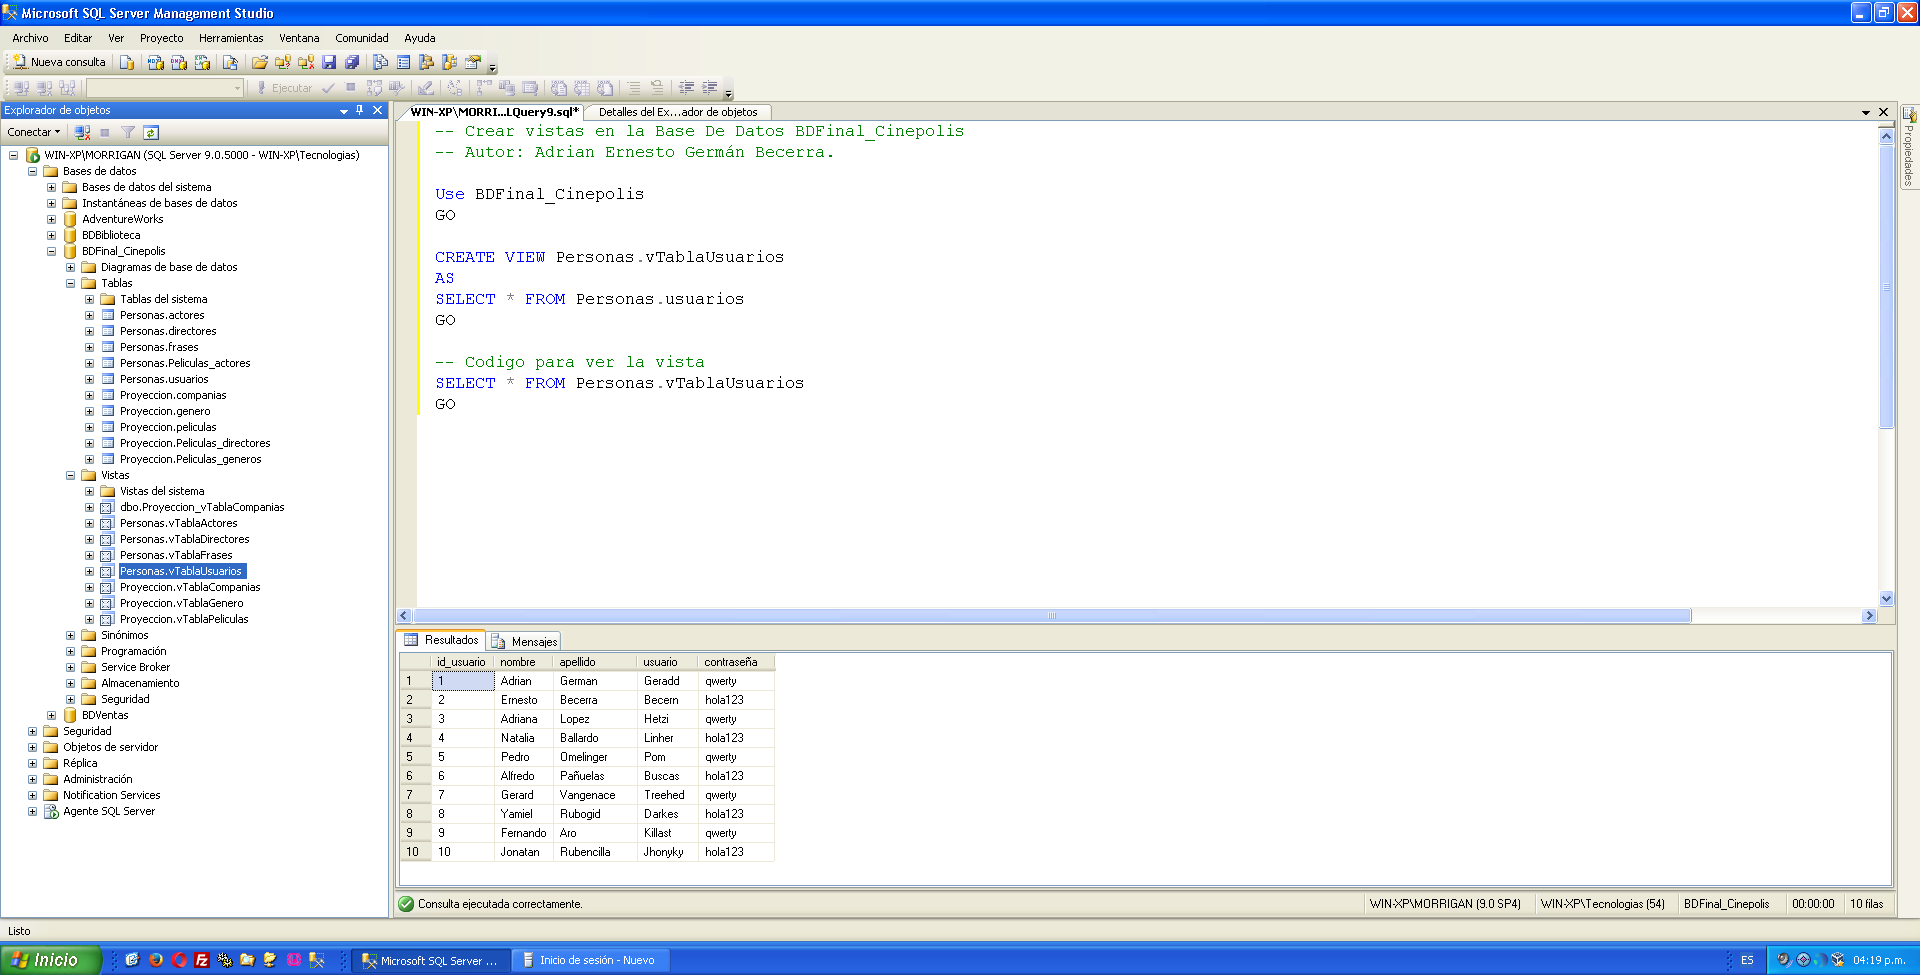 Microsoft SQL Server Management Studio
Archivo Editar Ver Proyecto Herramientas Ventana Comunidad Ayuda
Nueva consulta
Ejecutar
Explorador de objetos
Conectar
WIN-XP\MORRIGAN (SQL Server 9.0.5000 - WIN-XP\Tecnologias)
Bases de datos
Bases de datos del sistema
Instantáneas de bases de datos
AdventureWorks
BDBiblioteca
BDFinal_Cinepolis
Diagramas de base de datos
Tablas
Tablas del sistema
Personas.actores
Personas.directores
Personas.frases
Personas.Peliculas_actores
Personas.usuarios
Proyeccion.companias
Proyeccion.genero
Proyeccion.peliculas
Proyeccion.Peliculas_directores
Proyeccion.Peliculas_generos
Vistas
Vistas del sistema
dbo.Proyeccion_vTablaCompanias
Personas.vTablaActores
Personas.vTablaDirectores
Personas.vTablaFrases
Personas.vTablaUsuarios
Proyeccion.vTablaCompanias
Proyeccion.vTablaGenero
Proyeccion.vTablaPeliculas
Sinónimos
Programación
Service Broker
Almacenamiento
Seguridad
BDVentas
Seguridad
Objetos de servidor
Réplica
Administración
Notification Services
Agente SQL Server
WIN-XP\MORRI...LQuery9.sql* Detalles del Ex...ador de objetos
-- Crear vistas en la Base De Datos BDFinal_Cinepolis
-- Autor: Adrian Ernesto Germán Becerra.
Use BDFinal_Cinepolis
GO
CREATE VIEW Personas.vTablaUsuarios
AS
SELECT * FROM Personas.usuarios
GO
-- Codigo para ver la vista
SELECT * FROM Personas.vTablaUsuarios
GO
Propiedades
Resultados Mensajes
id_usuario nombre apellido usuario contraseña
1 1 Adrian German Geradd qwerty
2 2 Ernesto Becerra Becern hola123
3 3 Adriana Lopez Hetzi qwerty
4 4 Natalia Ballardo Linher hola123
5 5 Pedro Omelinger Pom qwerty
6 6 Alfredo Pañuelas Buscas hola123
7 7 Gerard Vangenace Treehed qwerty
8 8 Yamiel Rubogid Darkes hola123
9 9 Fernando Aro Killast qwerty
10 10 Jonatan Rubencilla Jhonyky hola123
Consulta ejecutada correctamente. WIN-XP\MORRIGAN (9.0 SP4) WIN-XP\Tecnologias (54) BDFinal_Cinepolis 00:00:00 10 filas
Listo
Inicio Microsoft SQL Server ... Inicio de sesión - Nuevo ES 04:19 p.m.